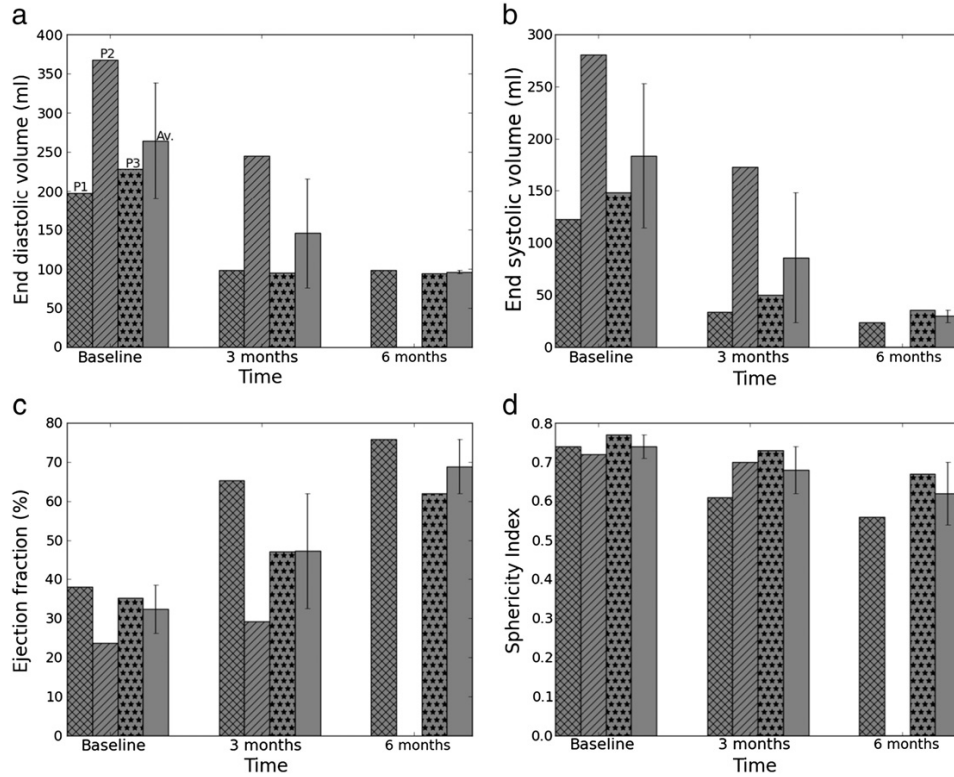 a
End diastolic volume (ml)
400
350
300
250
200
150
100
50
0
P1
P2
P3
Av.
Baseline
3 months
6 months
Time
b
End systolic volume (ml)
300
250
200
150
100
50
0
Baseline
3 months
6 months
Time
c
Ejection fraction (%)
80
70
60
50
40
30
20
10
0
Baseline
3 months
6 months
Time
d
Sphericity Index
0.8
0.7
0.6
0.5
0.4
0.3
0.2
0.1
0.0
Baseline
3 months
6 months
Time